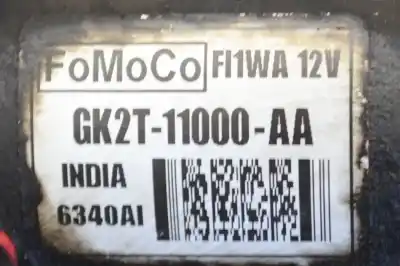 FoMoCo FI1WA 12V
GK2T-11000-AA
INDIA
6340AI